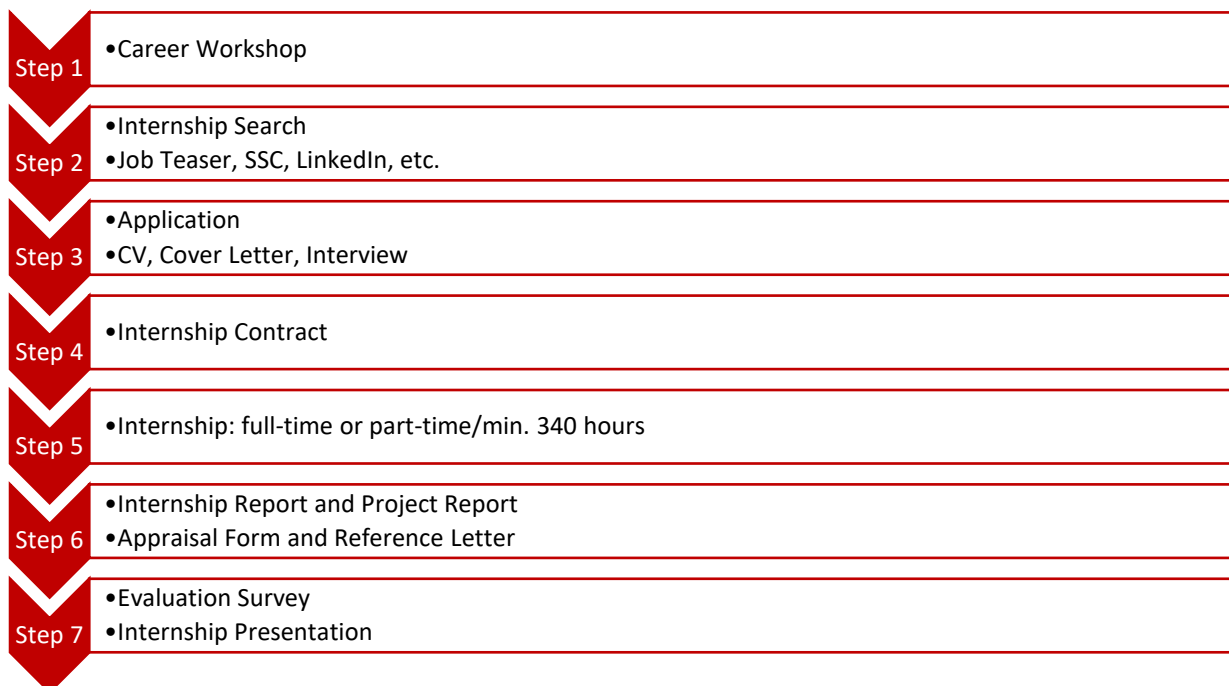 Step 1
•Career Workshop
Step 2
•Internship Search
•Job Teaser, SSC, LinkedIn, etc.
Step 3
•Application
•CV, Cover Letter, Interview
Step 4
•Internship Contract
Step 5
•Internship: full-time or part-time/min. 340 hours
Step 6
•Internship Report and Project Report
•Appraisal Form and Reference Letter
Step 7
•Evaluation Survey
•Internship Presentation